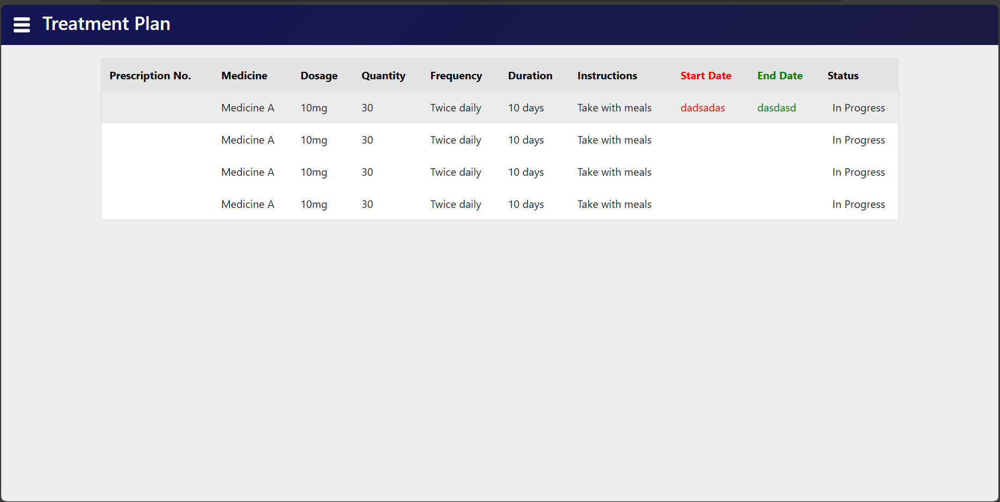 Treatment Plan
Prescription No. Medicine Dosage Quantity Frequency Duration Instructions Start Date End Date Status
Medicine A 10mg 30 Twice daily 10 days Take with meals dadsadas dasdasd In Progress
Medicine A 10mg 30 Twice daily 10 days Take with meals In Progress
Medicine A 10mg 30 Twice daily 10 days Take with meals In Progress
Medicine A 10mg 30 Twice daily 10 days Take with meals In Progress